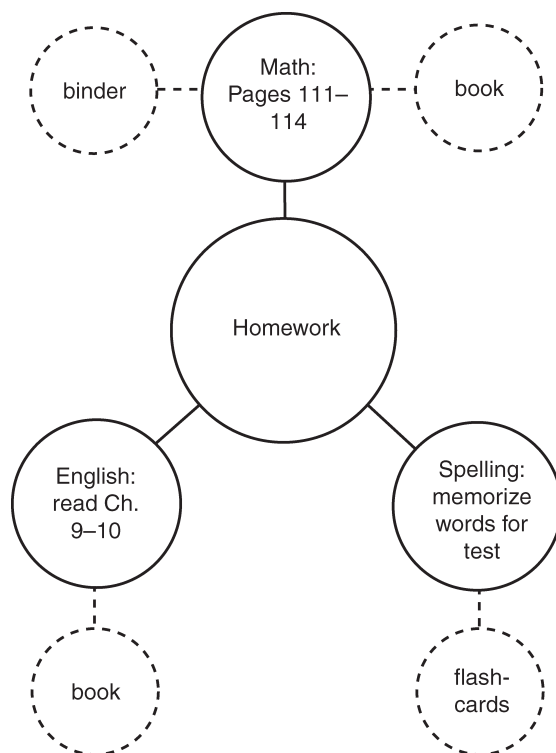 binder
Math:
Pages 111–
114
book
Homework
English:
read Ch.
9–10
Spelling:
memorize
words for
test
book
flash-
cards